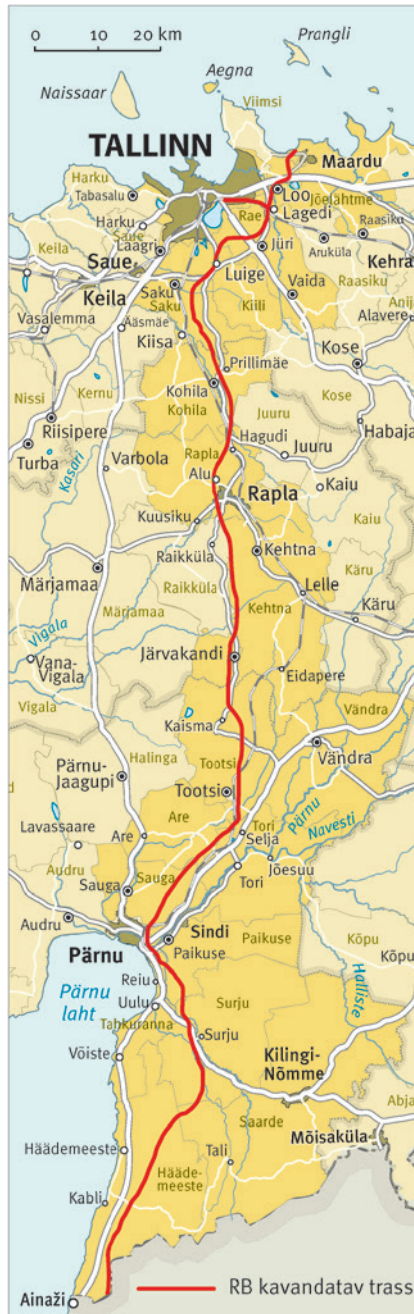 0 10 20 km
Prangli
Aegna
Naissaar
Viimsi
TALLINN
Maardu
Harku
Tabasalu
Loo
Jõelähtme
Rae
Lagedi
Harku
Saue
Raasiku
Keila
Laagri
Jüri
Aruküla
Kehra
Saue
Luige
Raasiku
Keila
Saku
Saku
Vaida
Kiili
Anij
Vasalemma
Ääsmäe
Alavere
Kiisa
Kose
Prillimäe
Nissi
Kernu
Kohila
Kohila
Juuru
Kose
Riisipere
Habaja
Hagudi
Turba
Varbola
Rapla
Juuru
Kasari
Alu
Rapla
Kaiu
Kuusiku
Kaiu
Raikküla
Kehtna
Märjamaa
Raikküla
Lelle
Käru
Märjamaa
Kehtna
Käru
Vigala
Järvakandi
Vana-
Vigala
Eidapere
Vigala
Kaisma
Vändra
Halinga
Pärnu-
Jaagupi
Tootsi
Vändra
Tootsi
Are
Pärnu
Lavassaare
Tori
Navesti
Are
Selja
Audru
Sauga
Jõesuu
Sauga
Tori
Audru
Sindi
Kõpu
Pärnu
Paikuse
Paikuse
Kõpu
Reiu
Pärnu
laht
Uulu
Surju
Halliste
Tahkuranna
Surju
Võiste
Kilingi-
Nõmme
Abja
Saarde
Mõisaküla
Häädemeeste
Tali
Hääde-
meeste
Kabli
Ainaži
RB kavandatav trass